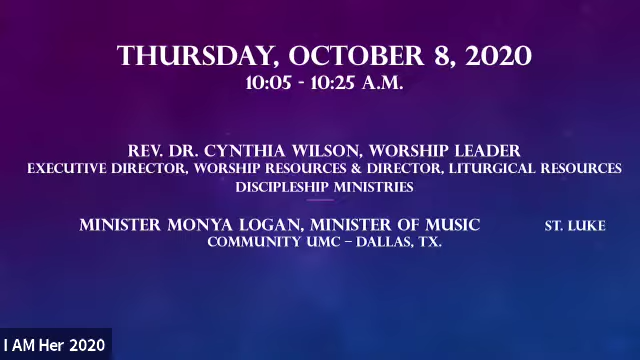 THURSDAY, OCTOBER 8, 2020
10:05 - 10:25 A.M.
REV. DR. CYNTHIA WILSON, WORSHIP LEADER
EXECUTIVE DIRECTOR, WORSHIP RESOURCES & DIRECTOR, LITURGICAL RESOURCES
DISCIPLESHIP MINISTRIES
MINISTER MONYA LOGAN, MINISTER OF MUSIC ST. LUKE
COMMUNITY UMC – DALLAS, TX.
I AM Her 2020